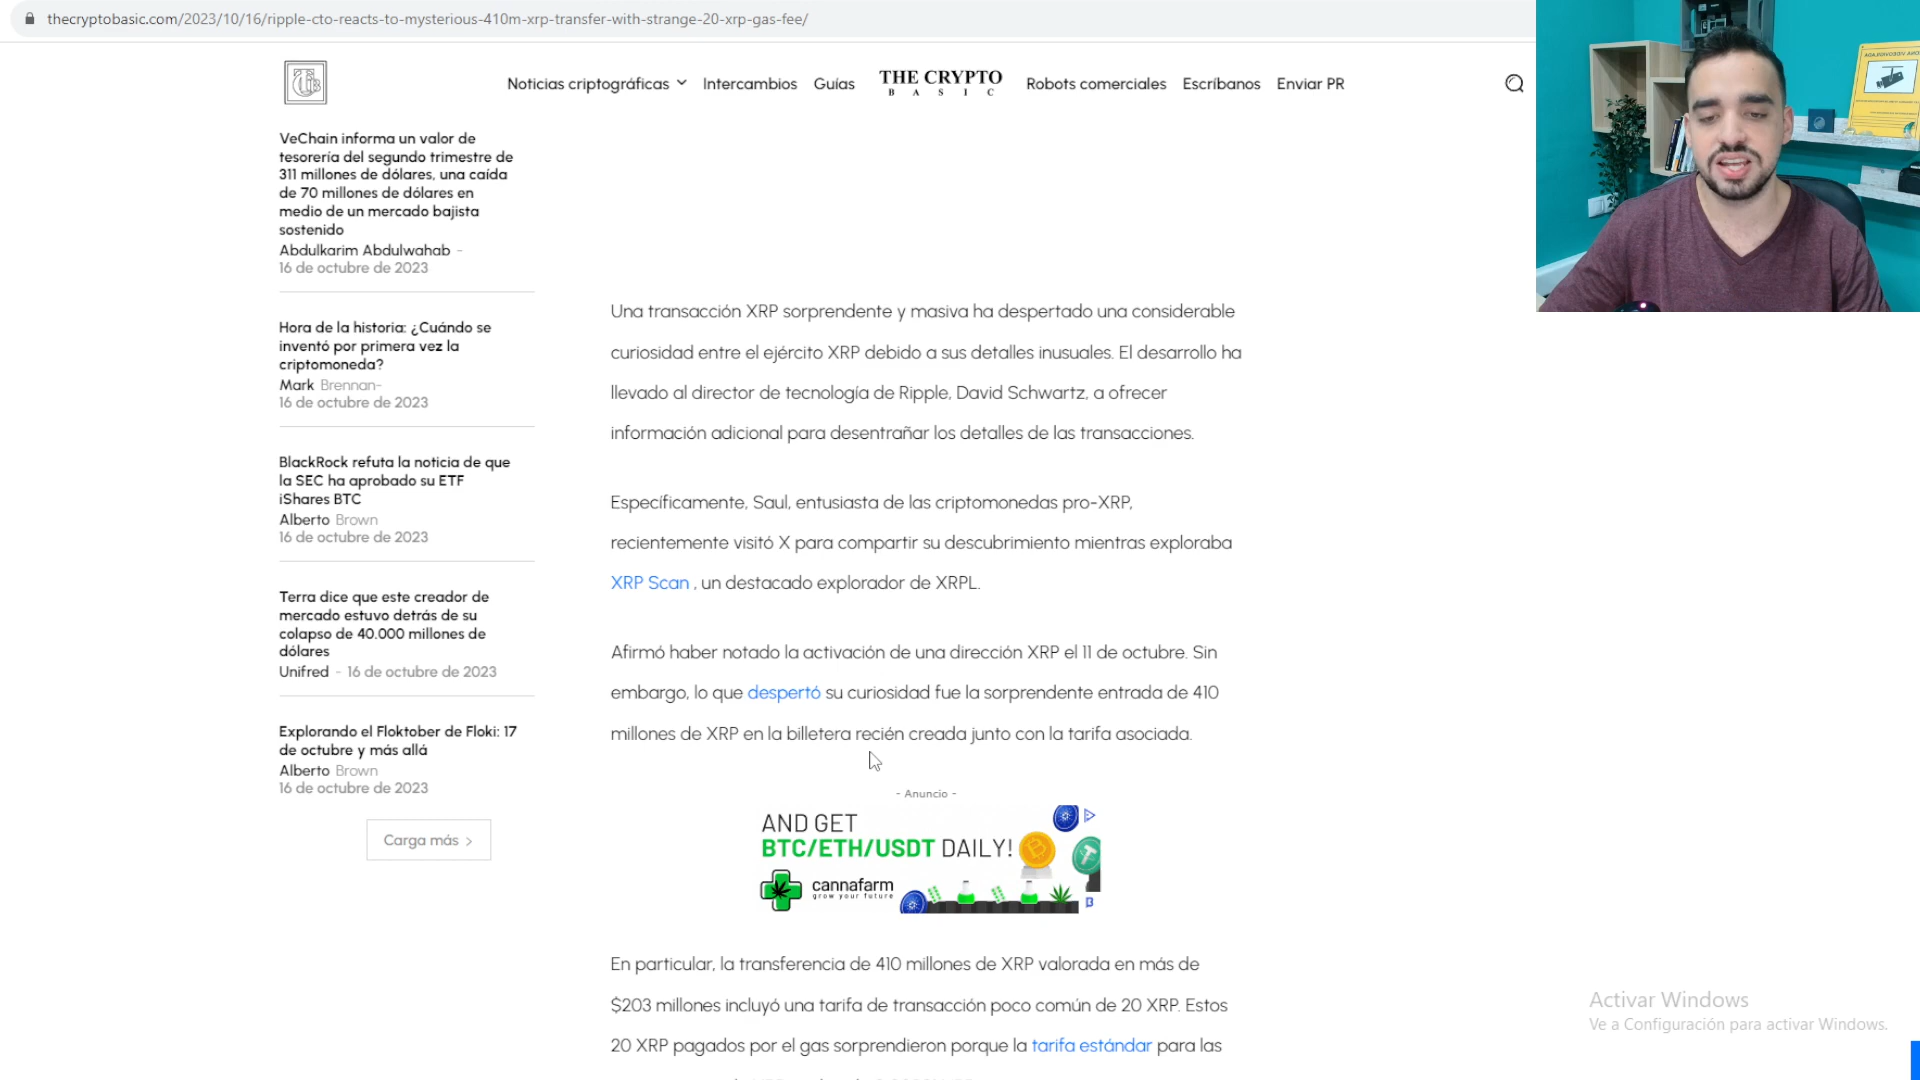 thecryptobasic.com/2023/10/16/ripple-cto-reacts-to-mysterious-410m-xrp-transfer-with-strange-20-xrp-gas-fee/
Noticias criptográficas
Intercambios
Guías
THE CRYPTO
BASIC
Robots comerciales
Escríbanos
Enviar PR
VeChain informa un valor de
tesorería del segundo trimestre de
311 millones de dólares, una caída
de 70 millones de dólares en
medio de un mercado bajista
sostenido
Abdulkarim Abdulwahab -
16 de octubre de 2023
Hora de la historia: ¿Cuándo se
inventó por primera vez la
criptomoneda?
Mark Brennan-
16 de octubre de 2023
BlackRock refuta la noticia de que
la SEC ha aprobado su ETF
iShares BTC
Alberto Brown
16 de octubre de 2023
Terra dice que este creador de
mercado estuvo detrás de su
colapso de 40.000 millones de
dólares
Unifred - 16 de octubre de 2023
Explorando el Floktober de Floki: 17
de octubre y más allá
Alberto Brown
16 de octubre de 2023
Carga más >
Una transacción XRP sorprendente y masiva ha despertado una considerable
curiosidad entre el ejército XRP debido a sus detalles inusuales. El desarrollo ha
llevado al director de tecnología de Ripple, David Schwartz, a ofrecer
información adicional para desentrañar los detalles de las transacciones.
Específicamente, Saul, entusiasta de las criptomonedas pro-XRP,
recientemente visitó X para compartir su descubrimiento mientras exploraba
XRP Scan , un destacado explorador de XRPL.
Afirmó haber notado la activación de una dirección XRP el 11 de octubre. Sin
embargo, lo que despertó su curiosidad fue la sorprendente entrada de 410
millones de XRP en la billetera recién creada junto con la tarifa asociada.
- Anuncio -
AND GET
BTC/ETH/USDT DAILY!
cannafarm
grow your future
En particular, la transferencia de 410 millones de XRP valorada en más de
$203 millones incluyó una tarifa de transacción poco común de 20 XRP. Estos
20 XRP pagados por el gas sorprendieron porque la tarifa estándar para las
Activar Windows
Ve a Configuración para activar Windows.